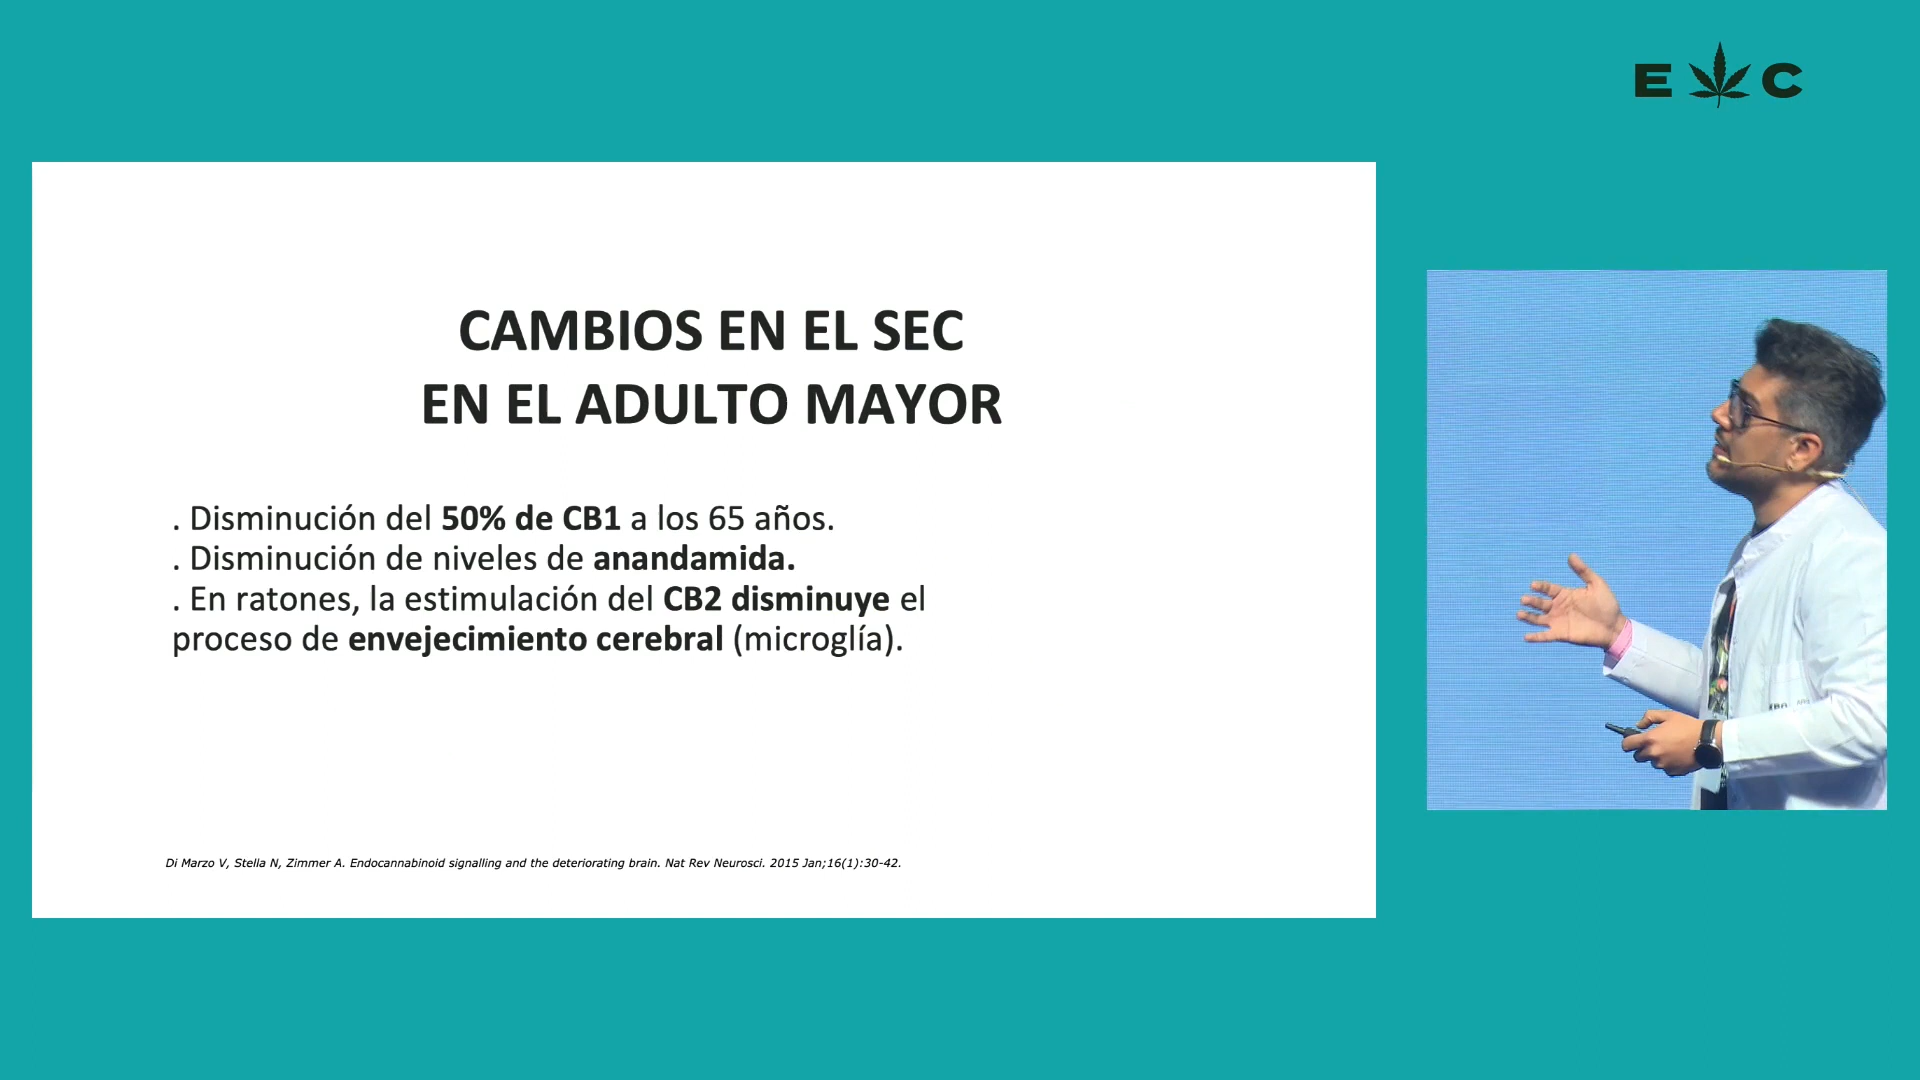 E C
CAMBIOS EN EL SEC
EN EL ADULTO MAYOR
. Disminución del 50% de CB1 a los 65 años.
. Disminución de niveles de anandamida.
. En ratones, la estimulación del CB2 disminuye el
proceso de envejecimiento cerebral (microglía).
Di Marzo V, Stella N, Zimmer A. Endocannabinoid signalling and the deteriorating brain. Nat Rev Neurosci. 2015 Jan;16(1):30-42.